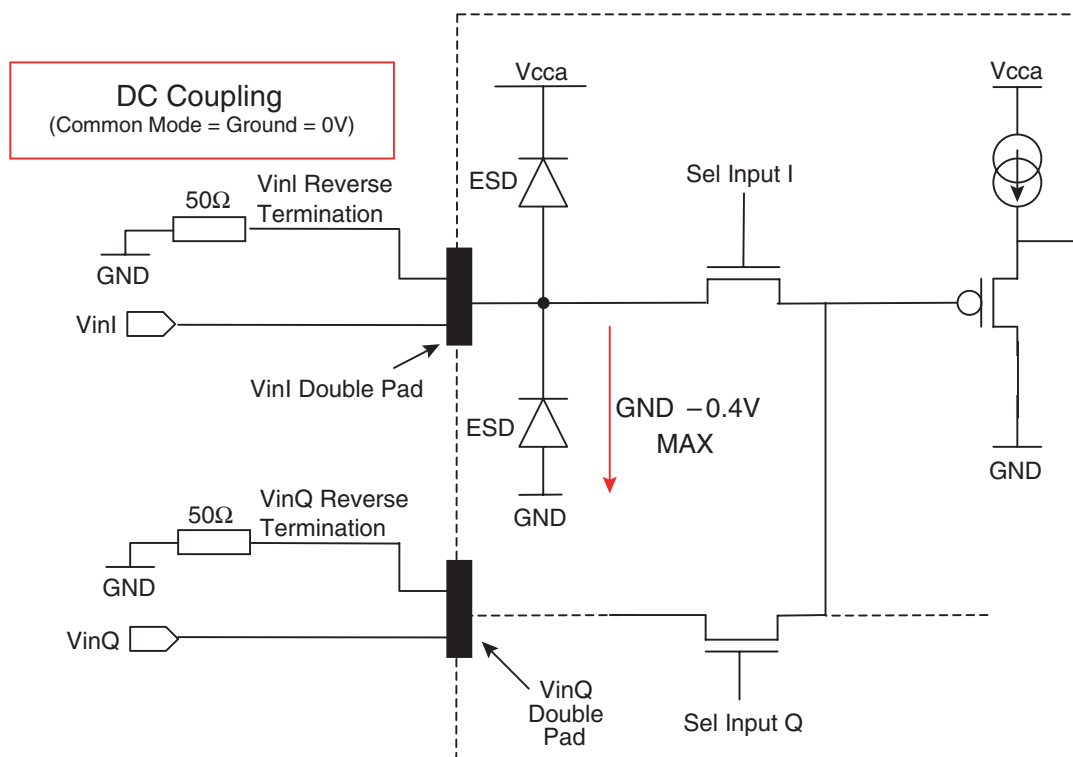 DC Coupling
(Common Mode = Ground = 0V)
Vcca
Vcca
ESD
Sel Input I
VinI Reverse
Termination
50Ω
GND
VinI
VinI Double Pad
ESD
GND −0.4V
MAX
GND
GND
VinQ Reverse
Termination
50Ω
GND
VinQ
VinQ
Double
Pad
Sel Input Q